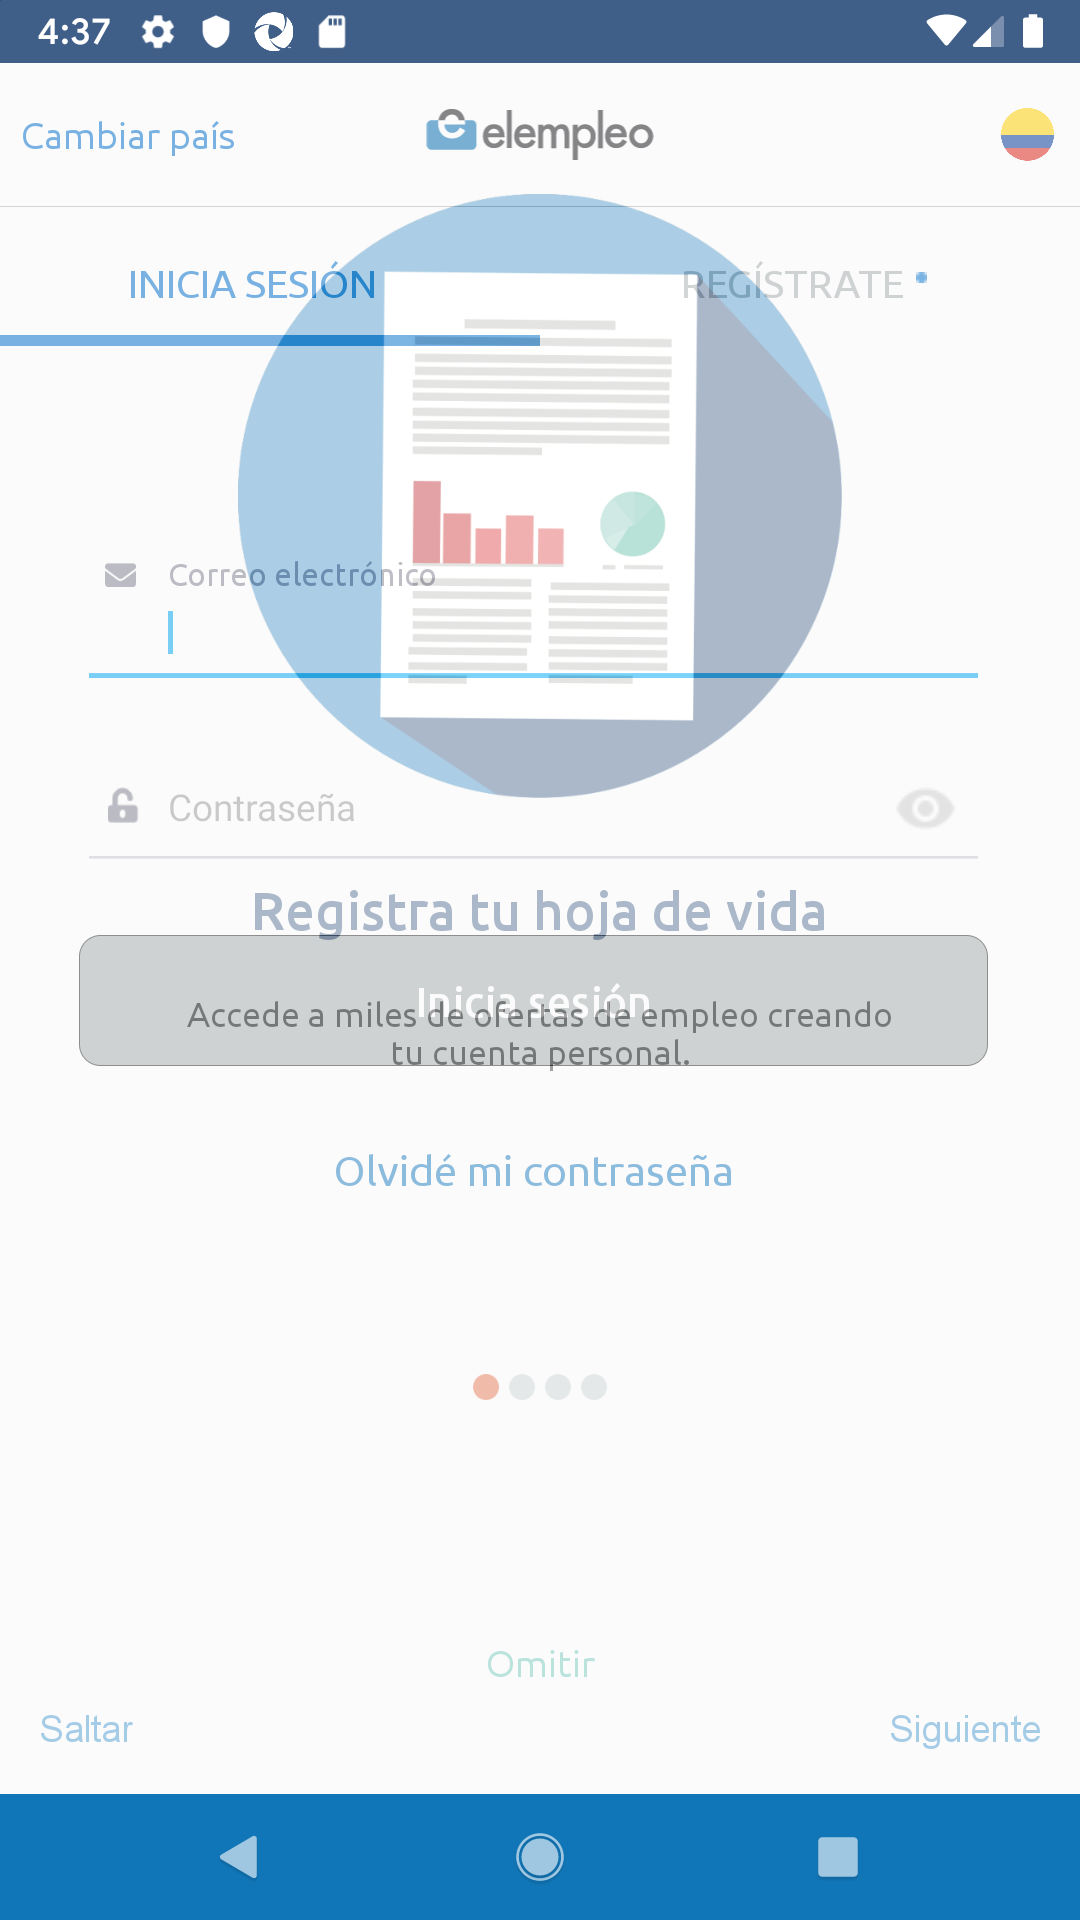 4:37
Cambiar país
elempleo
INICIA SESIÓN
REGÍSTRATE
Correo electrónico
Contraseña
Registra tu hoja de vida
Inicia sesión
Accede a miles de ofertas de empleo creando
tu cuenta personal.
Olvidé mi contraseña
Omitir
Saltar
Siguiente